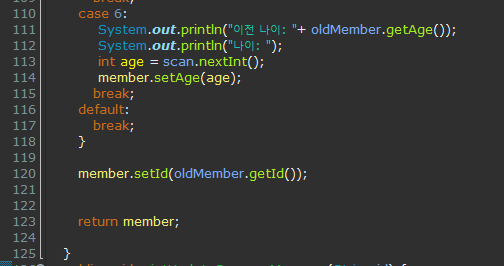 break;
110 case 6:
111 System.out.println("이전 나이: "+ oldMember.getAge());
112 System.out.println("나이: ");
113 int age = scan.nextInt();
114 member.setAge(age);
115 break;
116 default:
117 break;
118 }
119
120 member.setId(oldMember.getId());
121
122
123 return member;
124
125 }